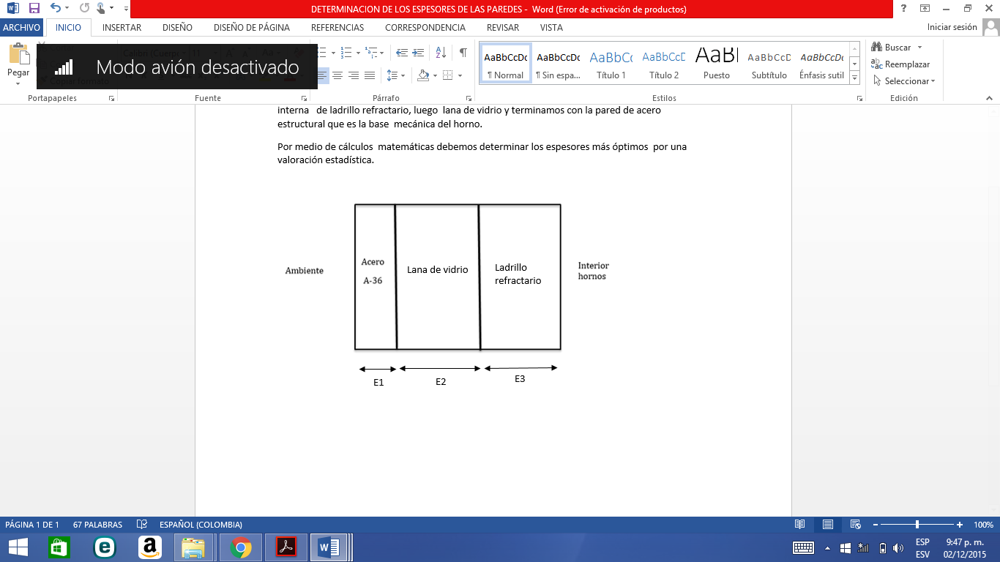 DETERMINACION DE LOS ESPESORES DE LAS PAREDES - Word (Error de activación de productos)
?
ARCHIVO INICIO INSERTAR DISEÑO DISEÑO DE PÁGINA REFERENCIAS CORRESPONDENCIA REVISAR VISTA Iniciar sesión
Modo avión desactivado
Pegar
AaBbCcDc AaBbCcDc AaBbCc AaBbCcD AaBl AaBbCcD AaBbCcDc
¶ Normal ¶ Sin espa... Título 1 Título 2 Puesto Subtítulo Énfasis sutil
Buscar
Reemplazar
Seleccionar
Portapapeles Fuente Párrafo Estilos Edición
interna de ladrillo refractario, luego lana de vidrio y terminamos con la pared de acero
estructural que es la base mecánica del horno.
Por medio de cálculos matemáticas debemos determinar los espesores más óptimos por una
valoración estadística.
Ambiente
Acero
A-36
Lana de vidrio
Ladrillo
refractario
Interior
hornos
E1 E2 E3
PÁGINA 1 DE 1 67 PALABRAS ESPAÑOL (COLOMBIA) 100%
ESP 9:47 p. m.
ESV 02/12/2015